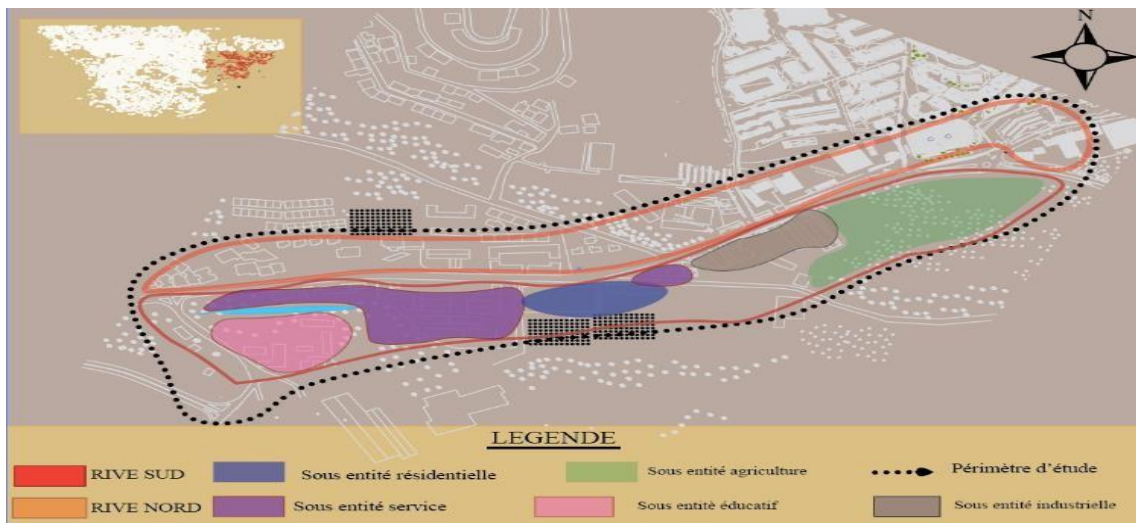 N
LEGENDE
RIVE SUD
Sous entité résidentielle
Sous entité agriculture
Périmètre d'étude
RIVE NORD
Sous entité service
Sous entitè éducatif
Sous entité industrielle